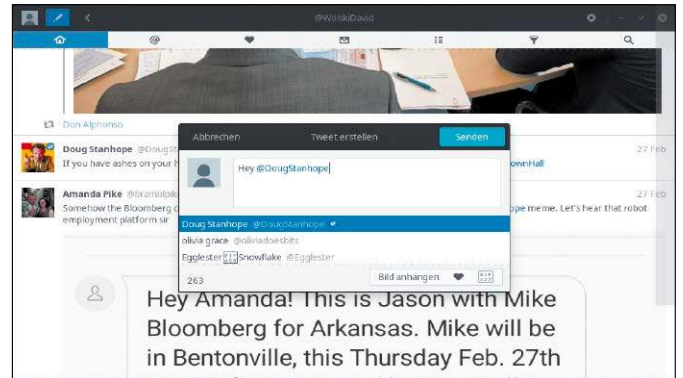 @WolskiDavid
Don Alphonso
Doug Stanhope @DougSt
27 Feb
If you have ashes on your
ownHall
Amanda Pike @bramblpik
27 Feb
Somehow the Bloomberg
ope meme. Let's hear that robot
employment platform sir
Abbrechen Tweet erstellen Senden
Hey @DougStanhope
Doug Stanhope @DougStanhope
olivia grace @oliviadoesbits
Egglester Snowflake @Egglester
263 Bild anhängen
Hey Amanda! This is Jason with Mike
Bloomberg for Arkansas. Mike will be
in Bentonville, this Thursday Feb. 27th